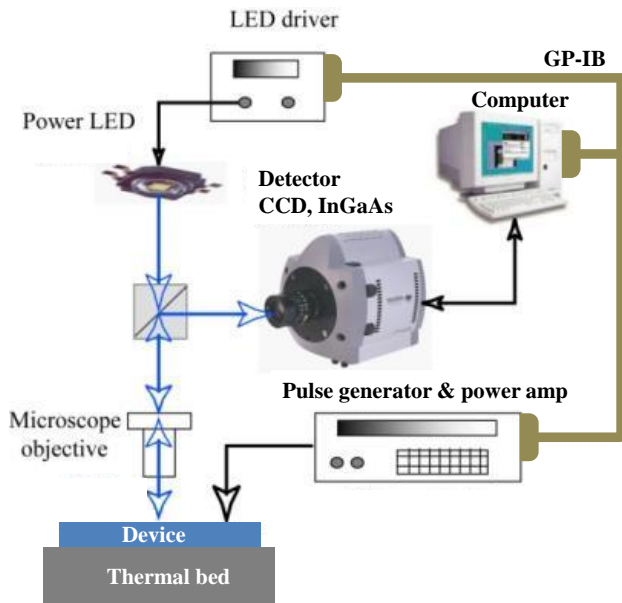 LED driver
GP-IB
Computer
Power LED
Detector
CCD, InGaAs
Pulse generator & power amp
Microscope
objective
Device
Thermal bed